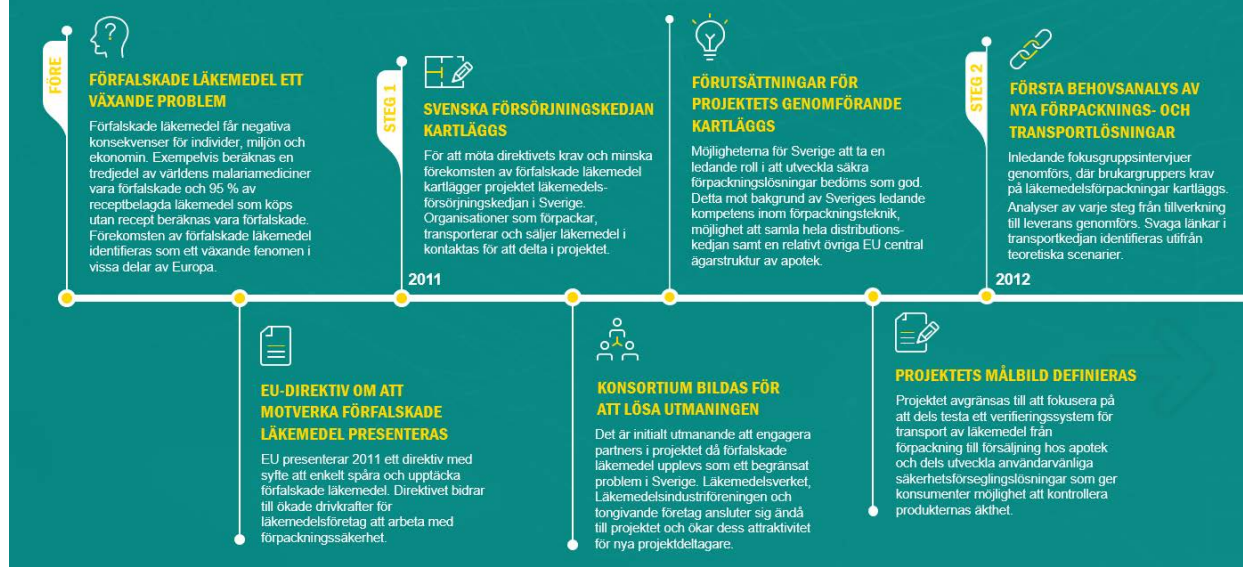 FÖRE
FÖRFALSKADE LÄKEMEDEL ETT
VÄXANDE PROBLEM
Förfalskade läkemedel får negativa
konsekvenser för individer, miljön och
ekonomin. Exempelvis beräknas en
tredjedel av världens malariamediciner
vara förfalskade och 95 % av
receptbelagda läkemedel som köps
utan recept beräknas vara förfalskade.
Förekomsten av förfalskade läkemedel
identifieras som ett växande fenomen i
vissa delar av Europa.
EU-DIREKTIV OM ATT
MOTVERKA FÖRFALSKADE
LÄKEMEDEL PRESENTERAS
EU presenterar 2011 ett direktiv med
syfte att enkelt spåra och upptäcka
förfalskade läkemedel. Direktivet bidrar
till ökade drivkrafter för
läkemedelsföretag att arbeta med
förpackningssäkerhet.
STEG 1
SVENSKA FÖRSÖRJNINGSKEDJAN
KARTLÄGGS
För att möta direktivets krav och minska
förekomsten av förfalskade läkemedel
kartlägger projektet läkemedels-
försörjningskedjan i Sverige.
Organisationer som förpackar,
transporterar och säljer läkemedel i
kontaktas för att delta i projektet.
2011
KONSORTIUM BILDAS FÖR
ATT LÖSA UTMANINGEN
Det är initialt utmanande att engagera
partners i projektet då förfalskade
läkemedel upplevs som ett begränsat
problem i Sverige. Läkemedelsverket,
Läkemedelsindustriföreningen och
tongivande företag ansluter sig ändå
till projektet och ökar dess attraktivitet
för nya projektdeltagare.
FÖRUTSÄTTNINGAR FÖR
PROJEKTETS GENOMFÖRANDE
KARTLÄGGS
Möjligheterna för Sverige att ta en
ledande roll i att utveckla säkra
förpackningslösningar bedöms som god.
Detta mot bakgrund av Sveriges ledande
kompetens inom förpackningsteknik,
möjlighet att samla hela distributions-
kedjan samt en relativt övriga EU central
ägarstruktur av apotek.
PROJEKTETS MÅLBILD DEFINIERAS
Projektet avgränsas till att fokusera på
att dels testa ett verifieringssystem för
transport av läkemedel från
förpackning till försäljning hos apotek
och dels utveckla användarvänliga
säkerhetsförseglingslösningar som ger
konsumenter möjlighet att kontrollera
produkternas äkthet.
STEG 2
FÖRSTA BEHOVSANALYS AV
NYA FÖRPACKNINGS- OCH
TRANSPORTLÖSNINGAR
Inledande fokusgruppsintervjuer
genomförs, där brukargruppers krav
på läkemedelsförpackningar kartläggs.
Analyser av varje steg från tillverkning
till leverans genomförs. Svaga länkar i
transportkedjan identifieras utifrån
teoretiska scenarier.
2012